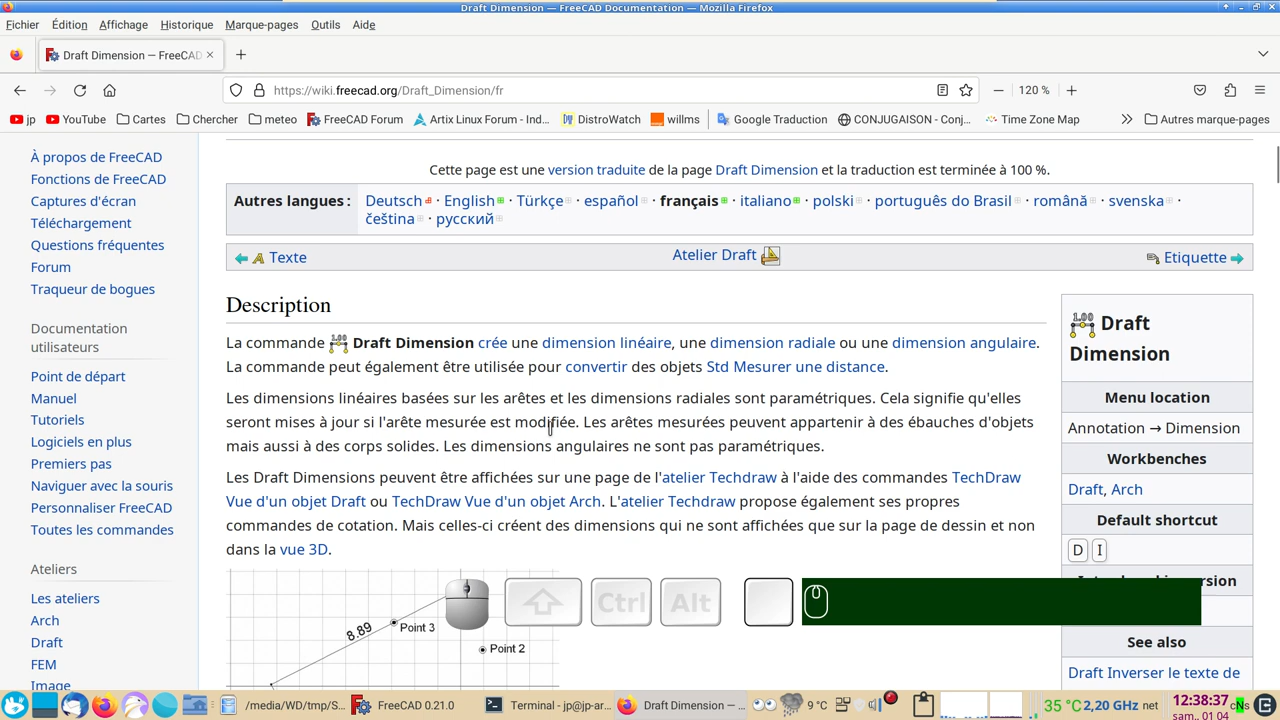 Draft Dimension — FreeCAD Documentation — Mozilla Firefox
Fichier Édition Affichage Historique Marque-pages Outils Aide
Draft Dimension — FreeCAD
https://wiki.freecad.org/Draft_Dimension/fr
120 %
jp YouTube Cartes Chercher meteo FreeCAD Forum Artix Linux Forum - Ind… DistroWatch willms Google Traduction CONJUGAISON - Conj… Time Zone Map Autres marque-pages
À propos de FreeCAD
Fonctions de FreeCAD
Captures d'écran
Téléchargement
Questions fréquentes
Forum
Traqueur de bogues
Documentation
utilisateurs
Point de départ
Manuel
Tutoriels
Logiciels en plus
Premiers pas
Naviguer avec la souris
Personnaliser FreeCAD
Toutes les commandes
Ateliers
Les ateliers
Arch
Draft
FEM
Image
Cette page est une version traduite de la page Draft Dimension et la traduction est terminée à 100 %.
Autres langues : Deutsch · English · Türkçe · español · français · italiano · polski · português do Brasil · română · svenska ·
čeština · русский
Texte Atelier Draft Etiquette
Description
La commande Draft Dimension crée une dimension linéaire, une dimension radiale ou une dimension angulaire.
La commande peut également être utilisée pour convertir des objets Std Mesurer une distance.
Les dimensions linéaires basées sur les arêtes et les dimensions radiales sont paramétriques. Cela signifie qu'elles
seront mises à jour si l'arête mesurée est modifiée. Les arêtes mesurées peuvent appartenir à des ébauches d'objets
mais aussi à des corps solides. Les dimensions angulaires ne sont pas paramétriques.
Les Draft Dimensions peuvent être affichées sur une page de l'atelier Techdraw à l'aide des commandes TechDraw
Vue d'un objet Draft ou TechDraw Vue d'un objet Arch. L'atelier Techdraw propose également ses propres
commandes de cotation. Mais celles-ci créent des dimensions qui ne sont affichées que sur la page de dessin et non
dans la vue 3D.
8.89
Point 3
Point 2
Ctrl Alt
1.00 Draft
Dimension
Menu location
Annotation → Dimension
Workbenches
Draft, Arch
Default shortcut
D I
See also
Draft Inverser le texte de
/media/WD/tmp/S… FreeCAD 0.21.0 Terminal - jp@jp-ar… Draft Dimension — … 9 °C 35 °C 2,20 GHz net 12:38:37
sam., 01 04